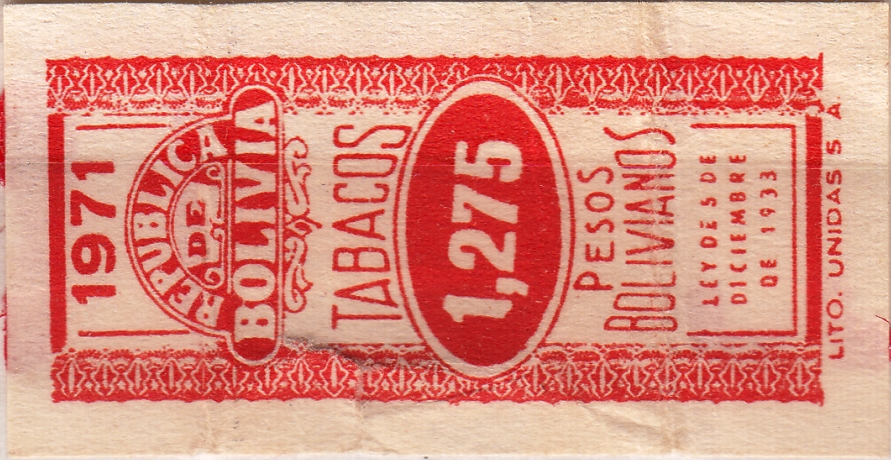 1971
REPUBLICA
DE
BOLIVIA
TABACOS
1,275
PESOS
BOLIVIANOS
LEY DE 5 DE
DICIEMBRE
DE 1933
LITO. UNIDAS S. A